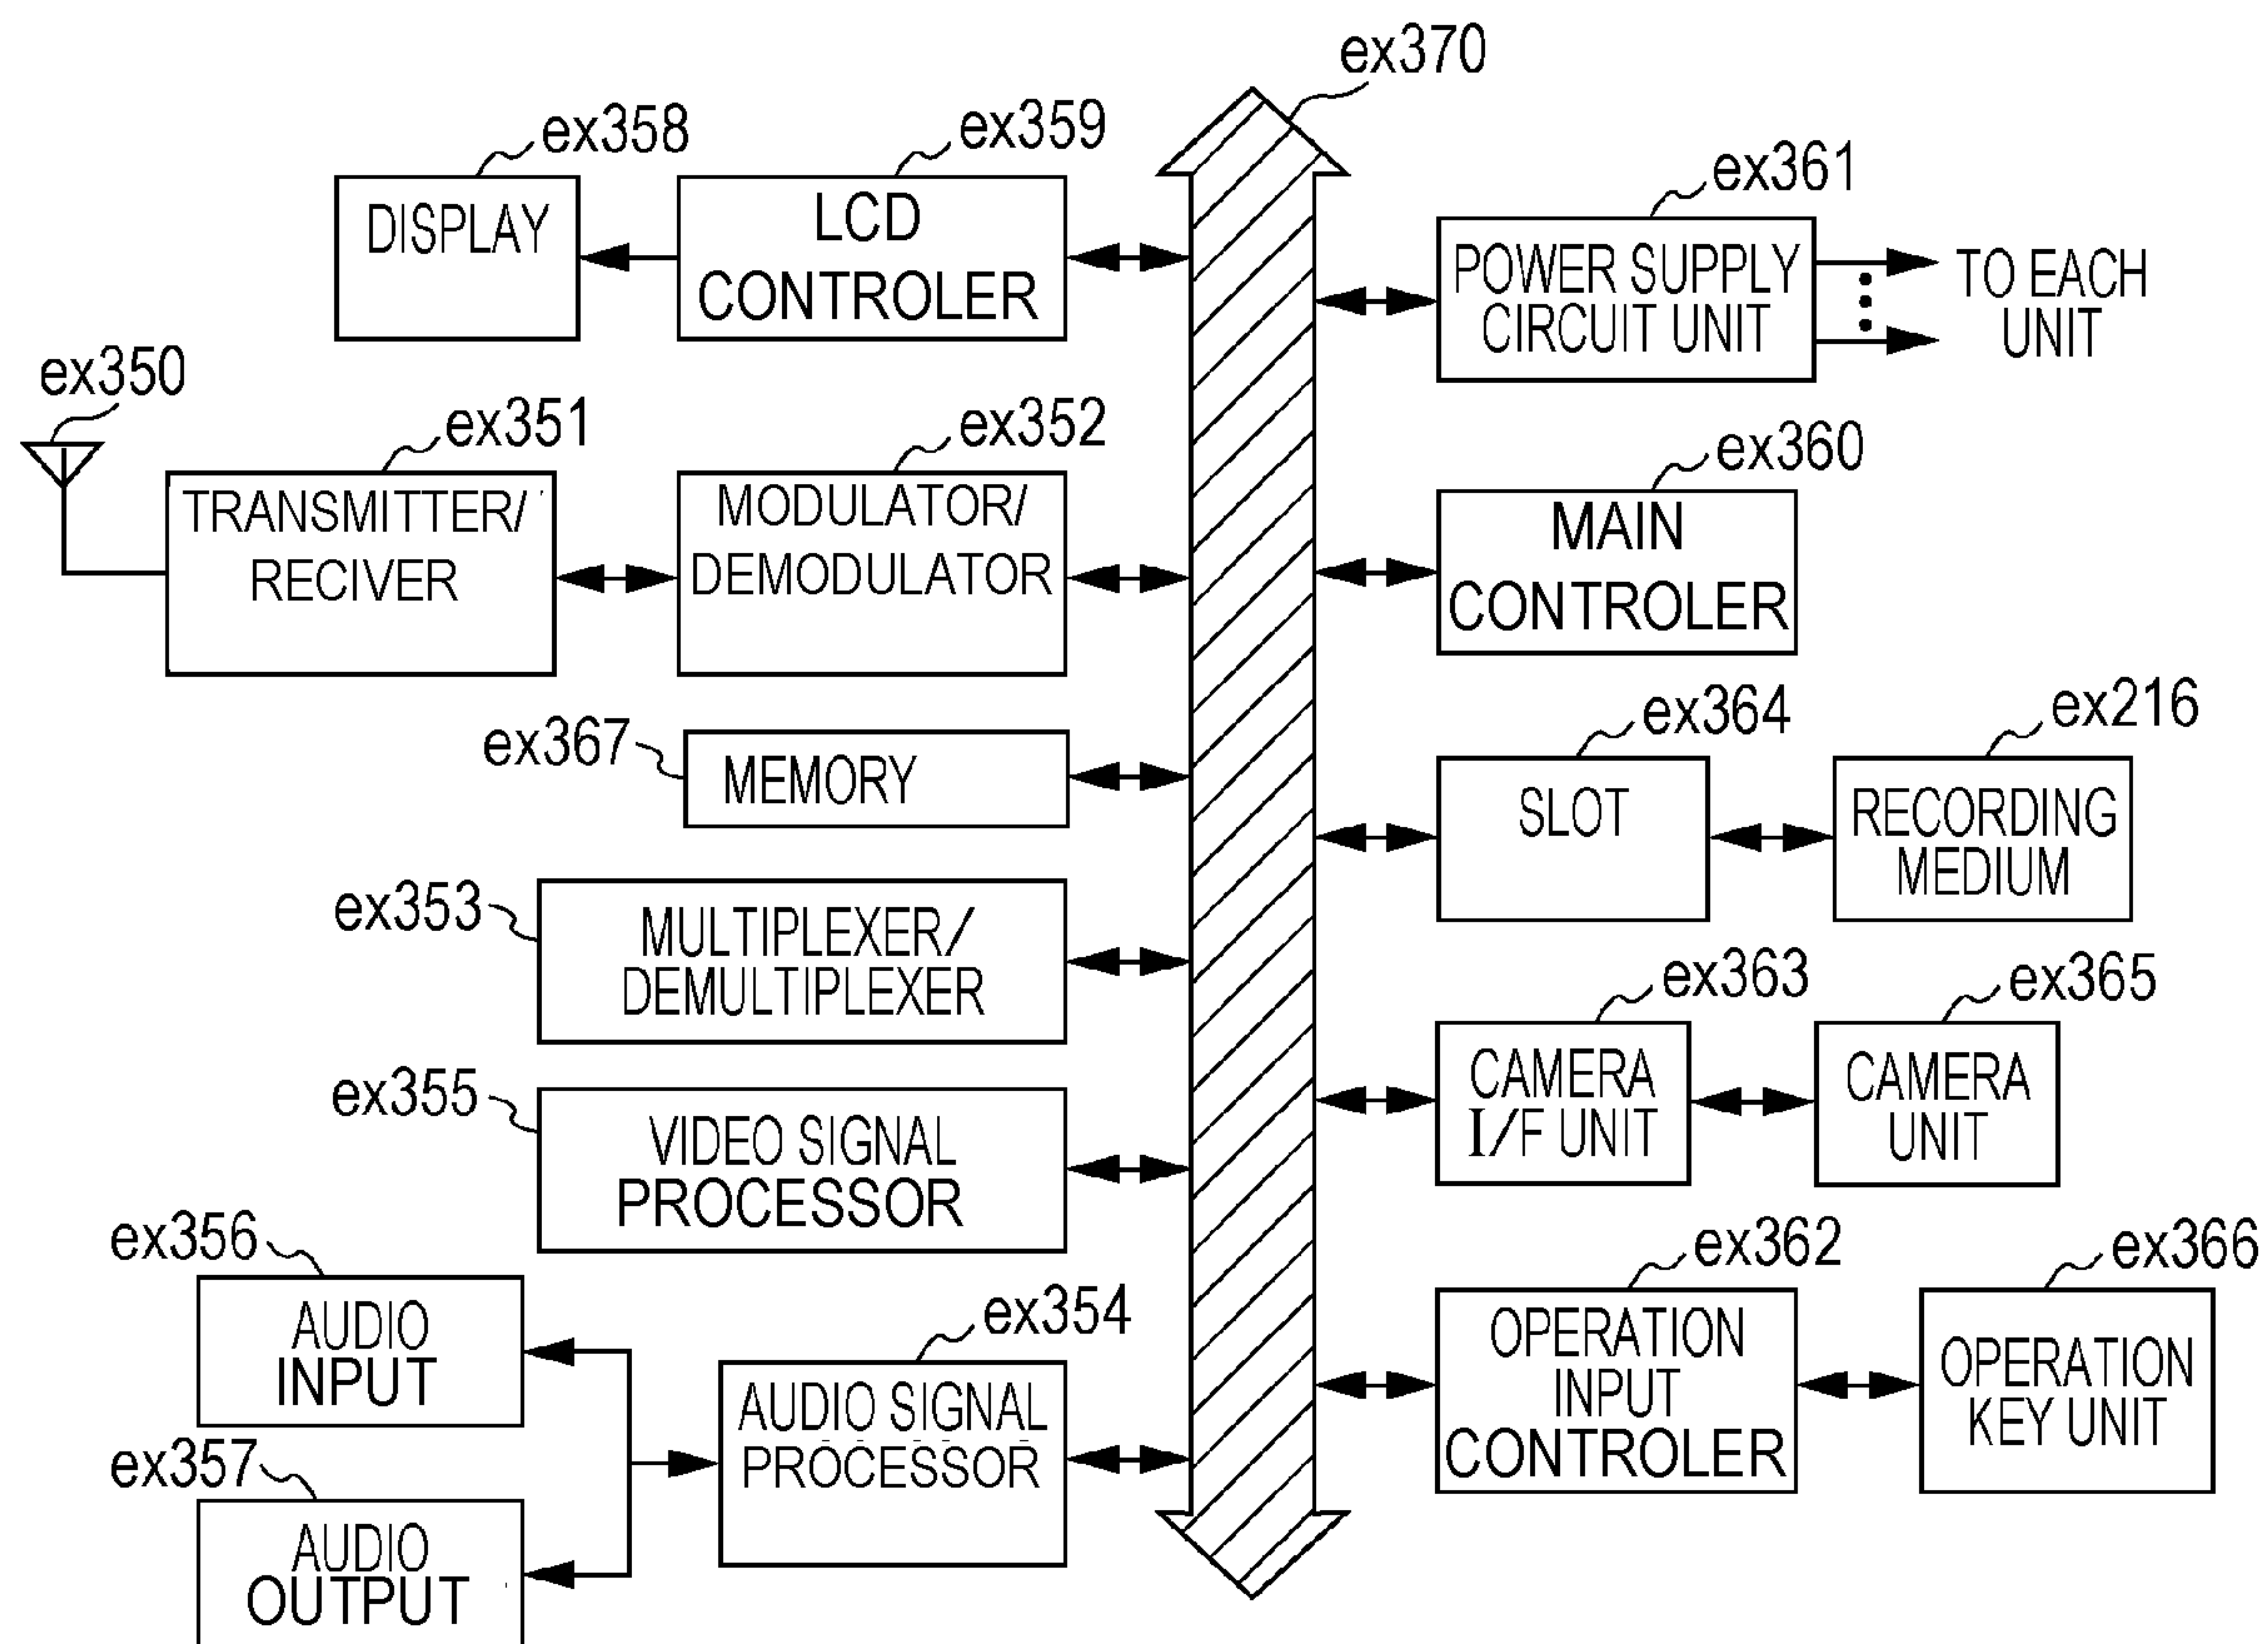 ex370
ex358
ex359
ex361
DISPLAY
LCD
CONTROLER
POWER SUPPLY
CIRCUIT UNIT
TO EACH
UNIT
ex350
ex351
ex352
ex360
TRANSMITTER/
RECIVER
MODULATOR/
DEMODULATOR
MAIN
CONTROLER
ex367
MEMORY
ex364
ex216
SLOT
RECORDING
MEDIUM
ex353
MULTIPLEXER/
DEMULTIPLEXER
ex363
ex365
CAMERA
I/F UNIT
CAMERA
UNIT
ex355
VIDEO SIGNAL
PROCESSOR
ex356
AUDIO
INPUT
ex354
AUDIO SIGNAL
PROCESSOR
ex362
ex366
OPERATION
INPUT
CONTROLER
OPERATION
KEY UNIT
ex357
AUDIO
OUTPUT